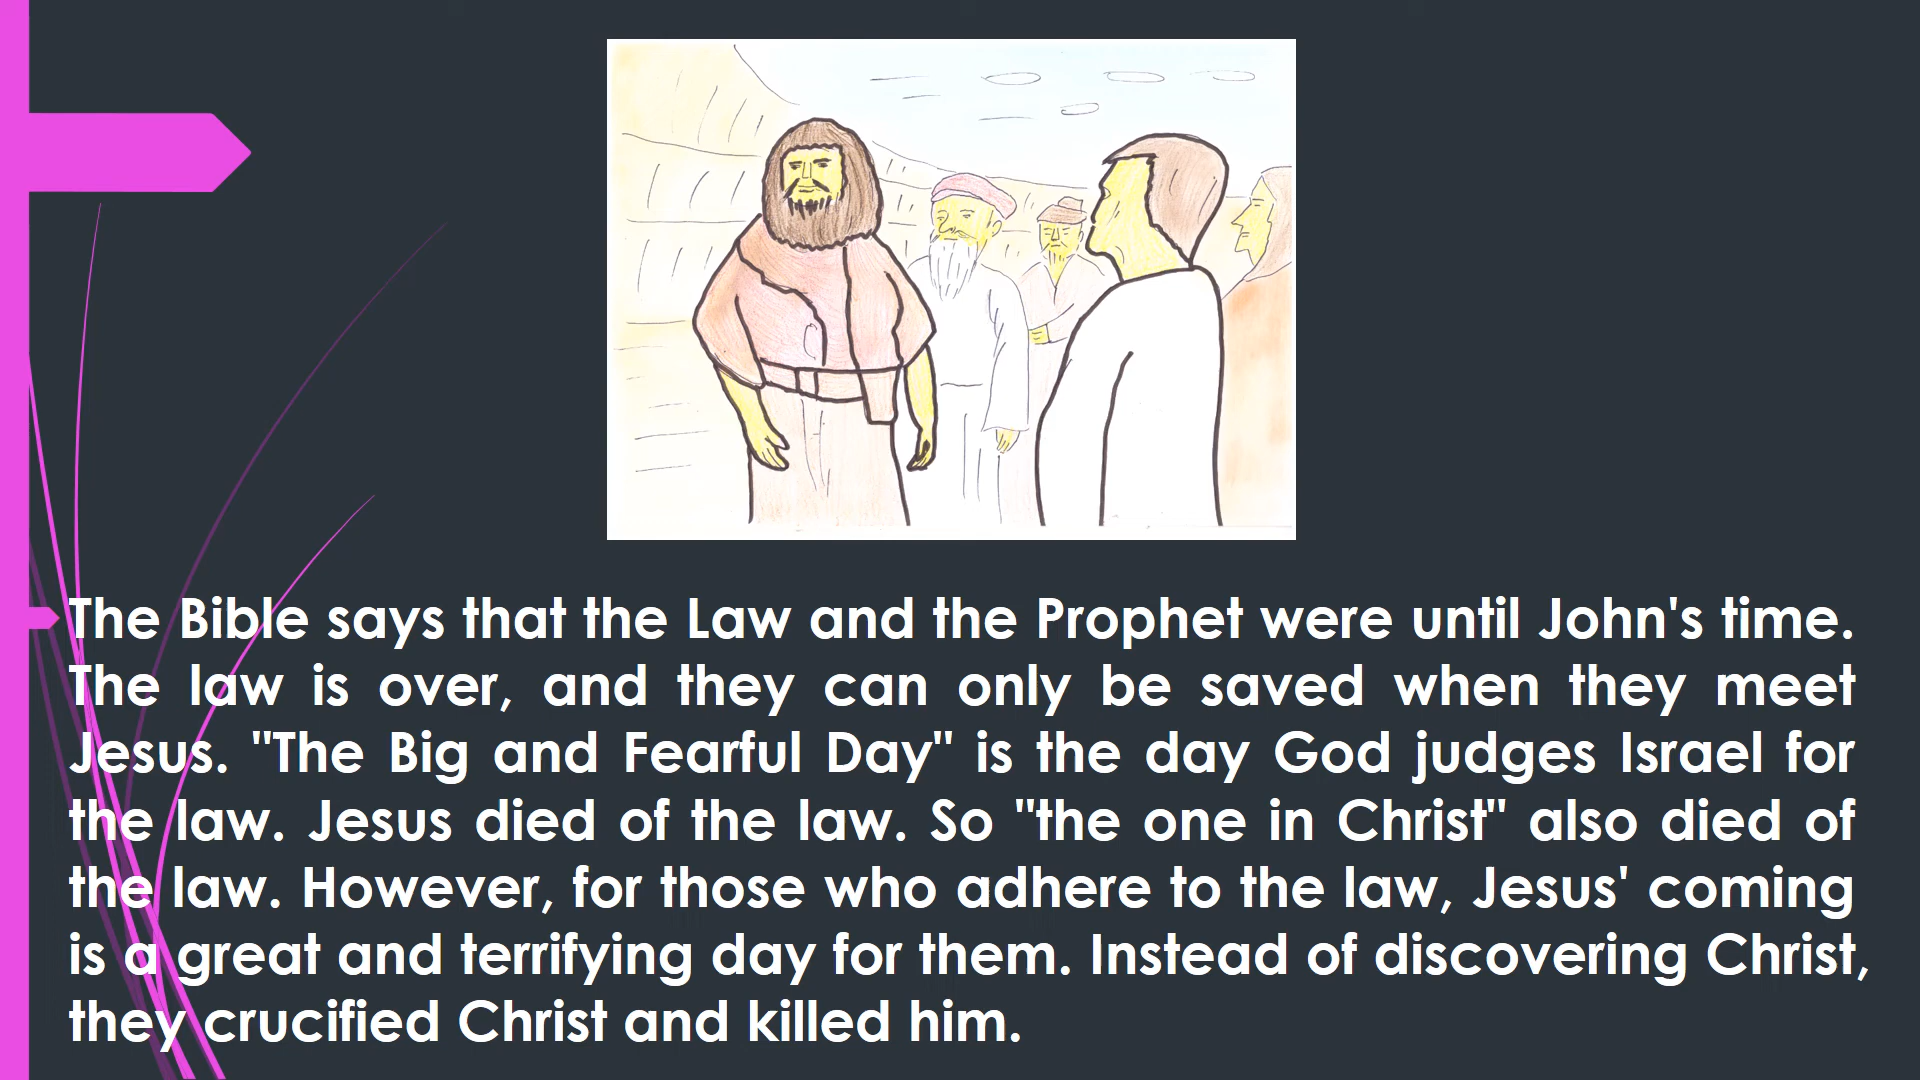 The Bible says that the Law and the Prophet were until John's time.
The law is over, and they can only be saved when they meet
Jesus. "The Big and Fearful Day" is the day God judges Israel for
the law. Jesus died of the law. So "the one in Christ" also died of
the law. However, for those who adhere to the law, Jesus' coming
is a great and terrifying day for them. Instead of discovering Christ,
they crucified Christ and killed him.